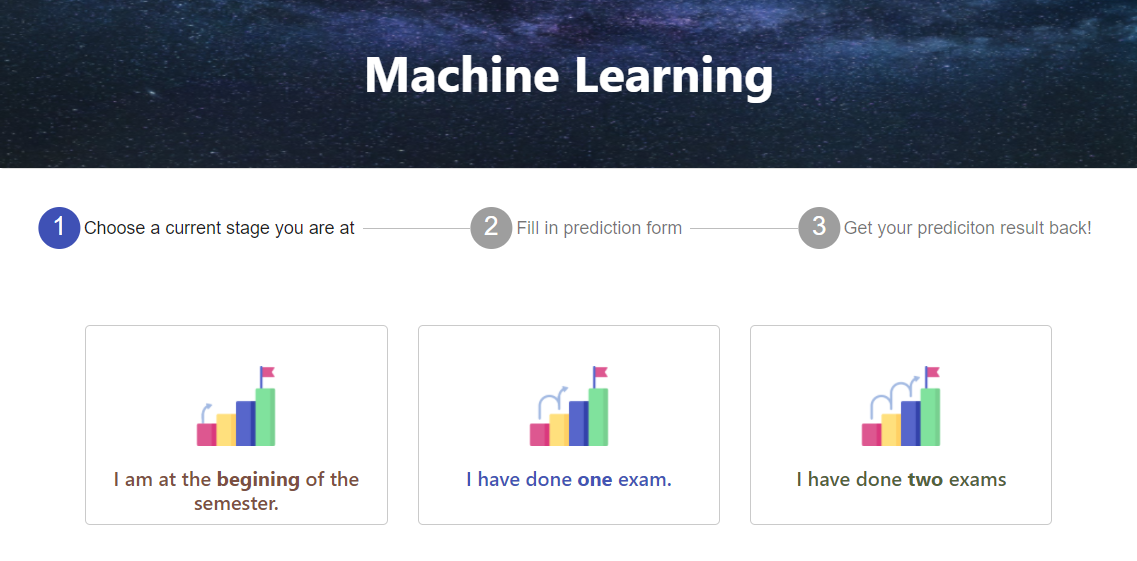 Machine Learning
1 Choose a current stage you are at
2 Fill in prediction form
3 Get your prediciton result back!
I am at the begining of the
semester.
I have done one exam.
I have done two exams